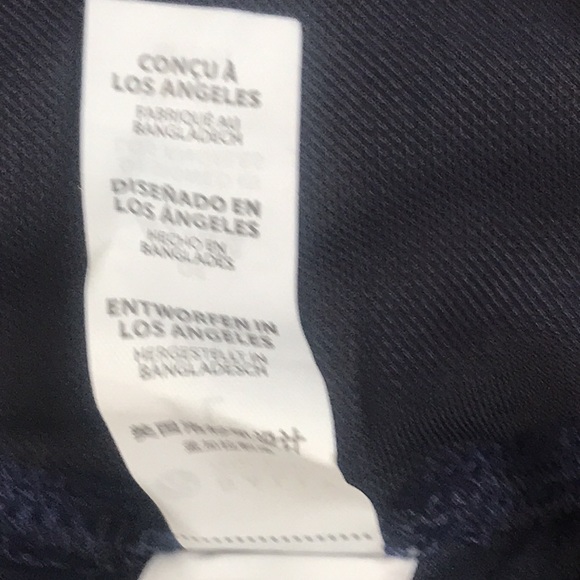 CONÇU À
LOS ANGELES
FABRIQUÉ AU
BANGLADECH
DISEÑADO EN
LOS ÁNGELES
HECHO EN
BANGLADÉS
ENTWORFEN IN
LOS ANGELES
HERGESTELLT IN
BANGLADESCH